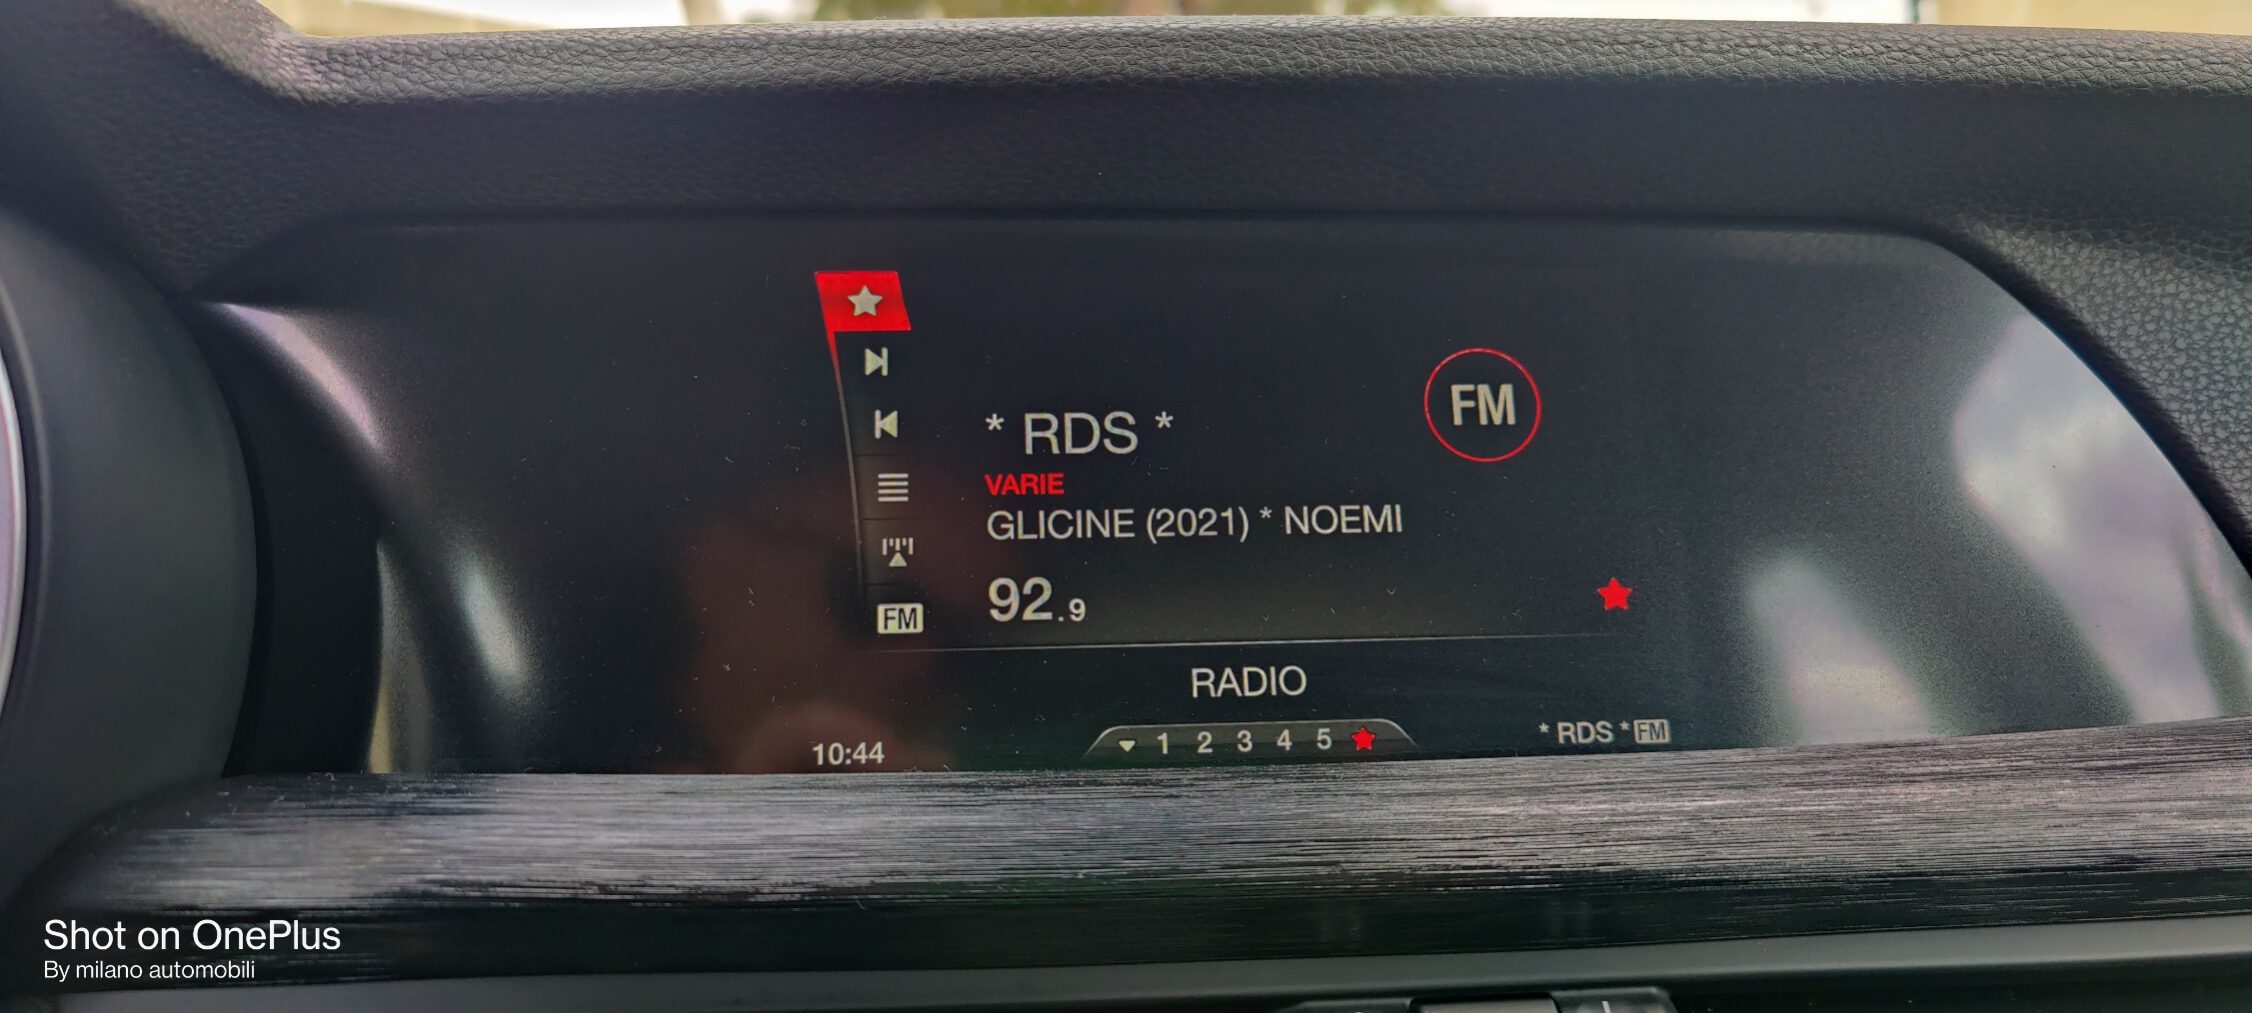 * RDS *
FM
VARIE
GLICINE (2021) * NOEMI
92.9
FM
RADIO
10:44
1 2 3 4 5
* RDS * FM
Shot on OnePlus
By milano automobili